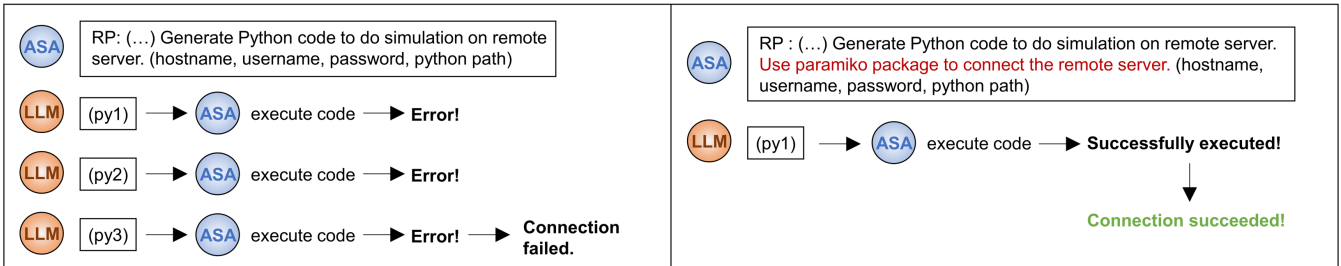 ASA
RP: (…) Generate Python code to do simulation on remote
server. (hostname, username, password, python path)
LLM (py1) ASA execute code Error!
LLM (py2) ASA execute code Error!
LLM (py3) ASA execute code Error! Connection
failed.
ASA
RP : (…) Generate Python code to do simulation on remote server.
Use paramiko package to connect the remote server. (hostname,
username, password, python path)
LLM (py1) ASA execute code Successfully executed!
Connection succeeded!